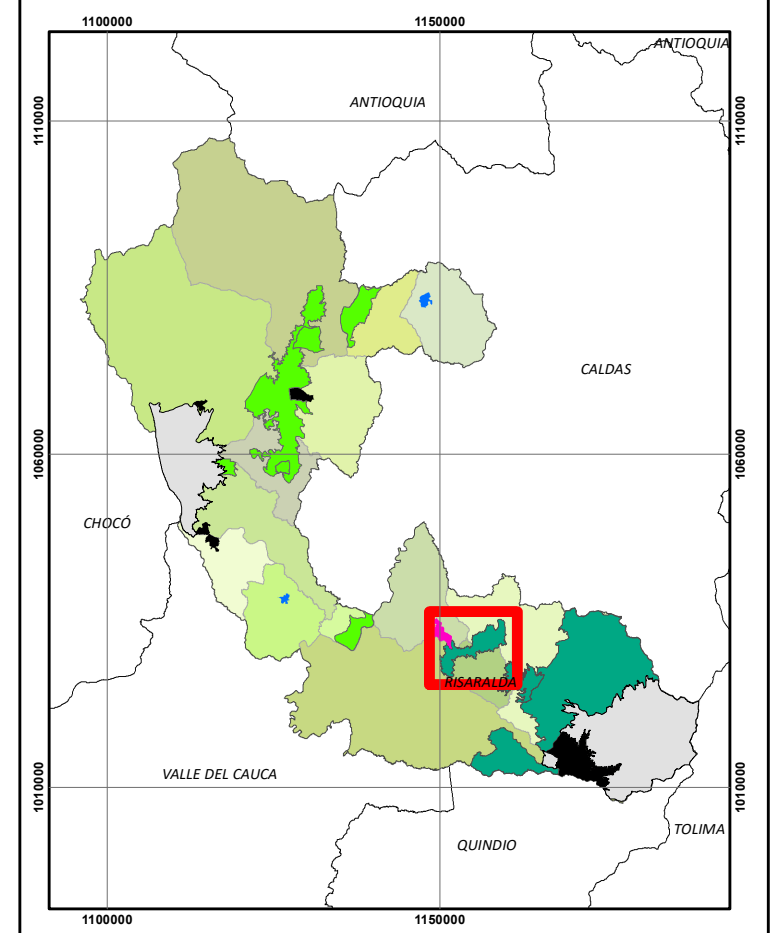 1100000
1150000
ANTIOQUIA
ANTIOQUIA
1110000
1110000
CALDAS
1060000
1060000
CHOCÓ
RISARALDA
VALLE DEL CAUCA
1010000
1010000
TOLIMA
QUINDIO
1100000
1150000